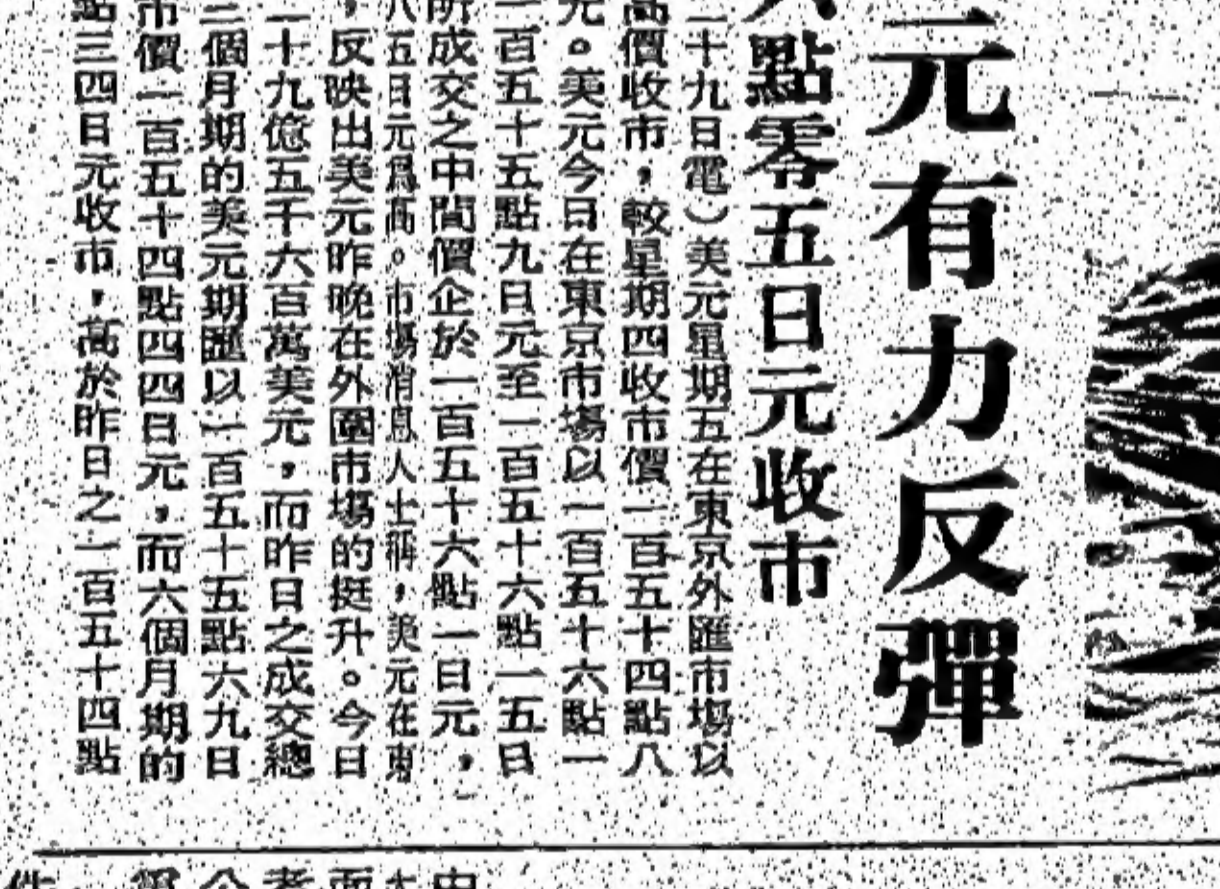 元有力反彈
點零五日元收市
二十九日電）美元星期五在東京外匯市場以
高價收市，較星期四收市價一百五十四點八
元。美元今日在東京市場以一百五十六點一
一百五十五點九日元至一百五十六點一五日
所成交之中間價企於一百五十六點一日元，
八五日元爲高。市場消息人士稱，美元在東
，反映出美元昨晚在外圍市場的挺升。今日
二十九億五千六百萬美元，而昨日之成交總
三個月期的美元期匯以一百五十五點六九日
市價一百五十四點四四日元，而六個月期的
點三四日元收市，高於昨日之一百五十四點